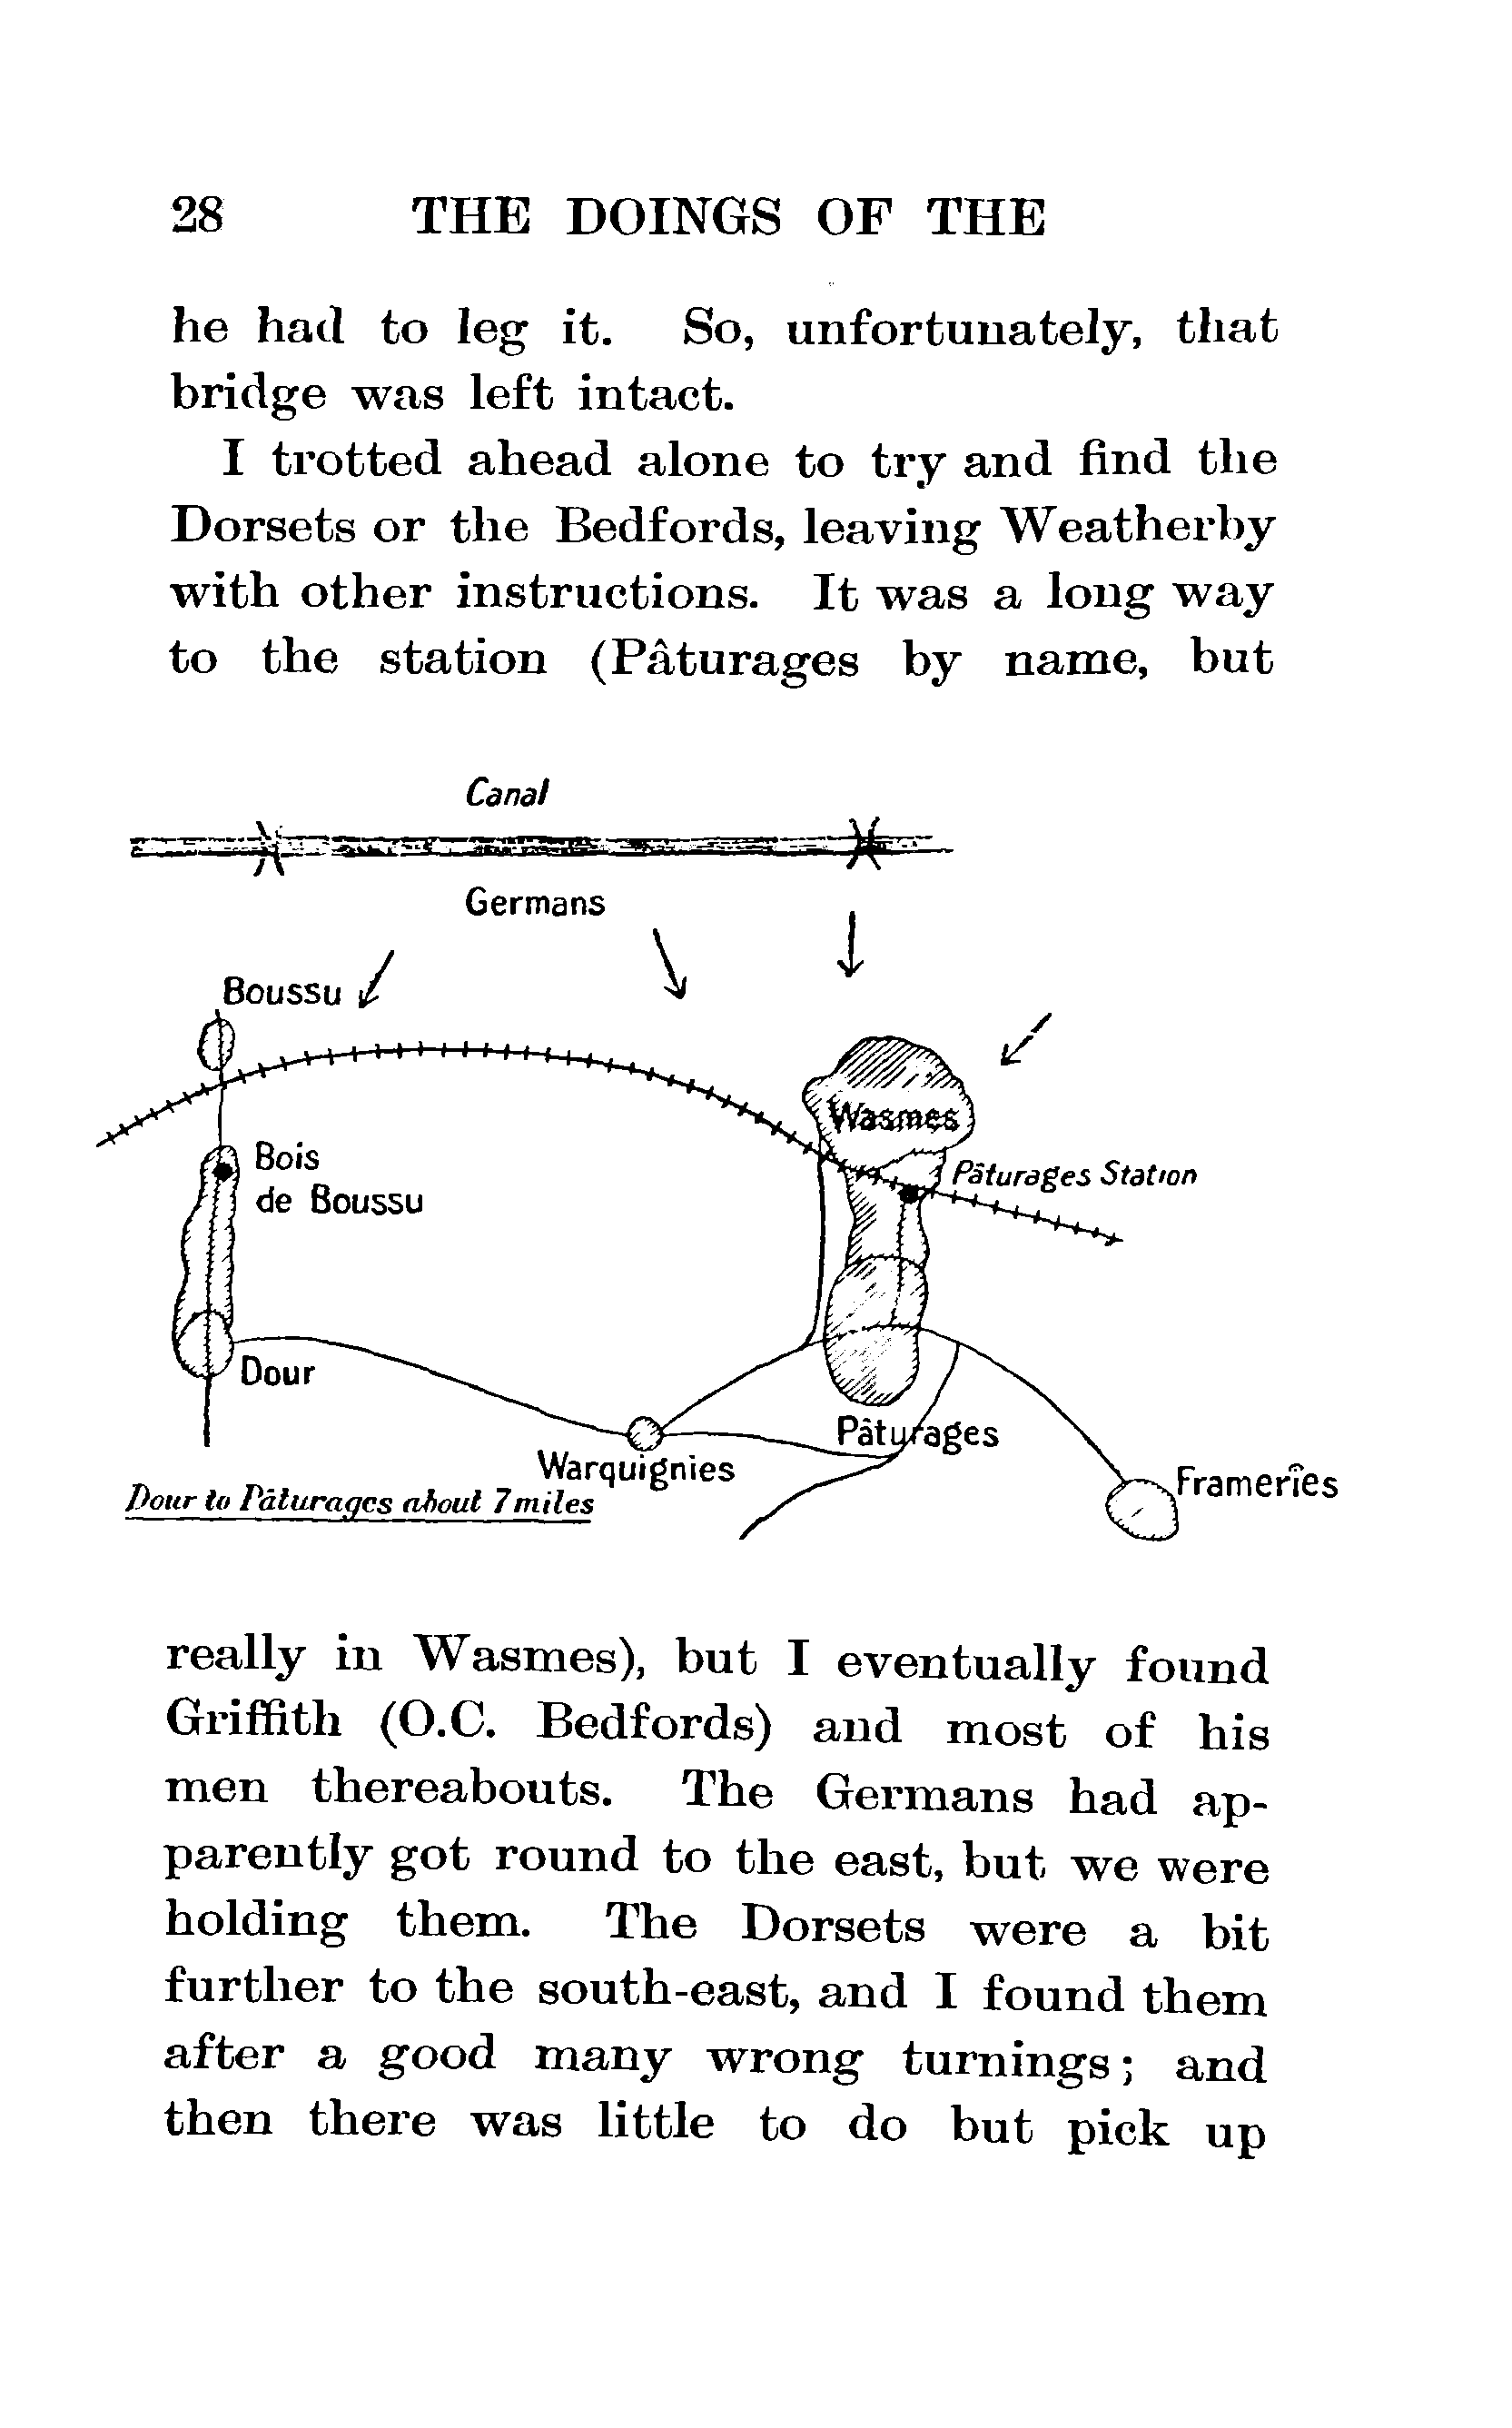 28 THE DOINGS OF THE
he had to leg it. So, unfortunately, that
bridge was left intact.
I trotted ahead alone to try and find the
Dorsets or the Bedfords, leaving Weatherby
with other instructions. It was a long way
to the station (Pâturages by name, but
Canal
Germans
Boussu
Wasmes
Bois
de Boussu
Pâturages Station
Dour
Pâturages
Warquignies
Frameries
Dour to Pâturages about 7 miles
really in Wasmes), but I eventually found
Griffith (O.C. Bedfords) and most of his
men thereabouts. The Germans had ap-
parently got round to the east, but we were
holding them. The Dorsets were a bit
further to the south-east, and I found them
after a good many wrong turnings; and
then there was little to do but pick up